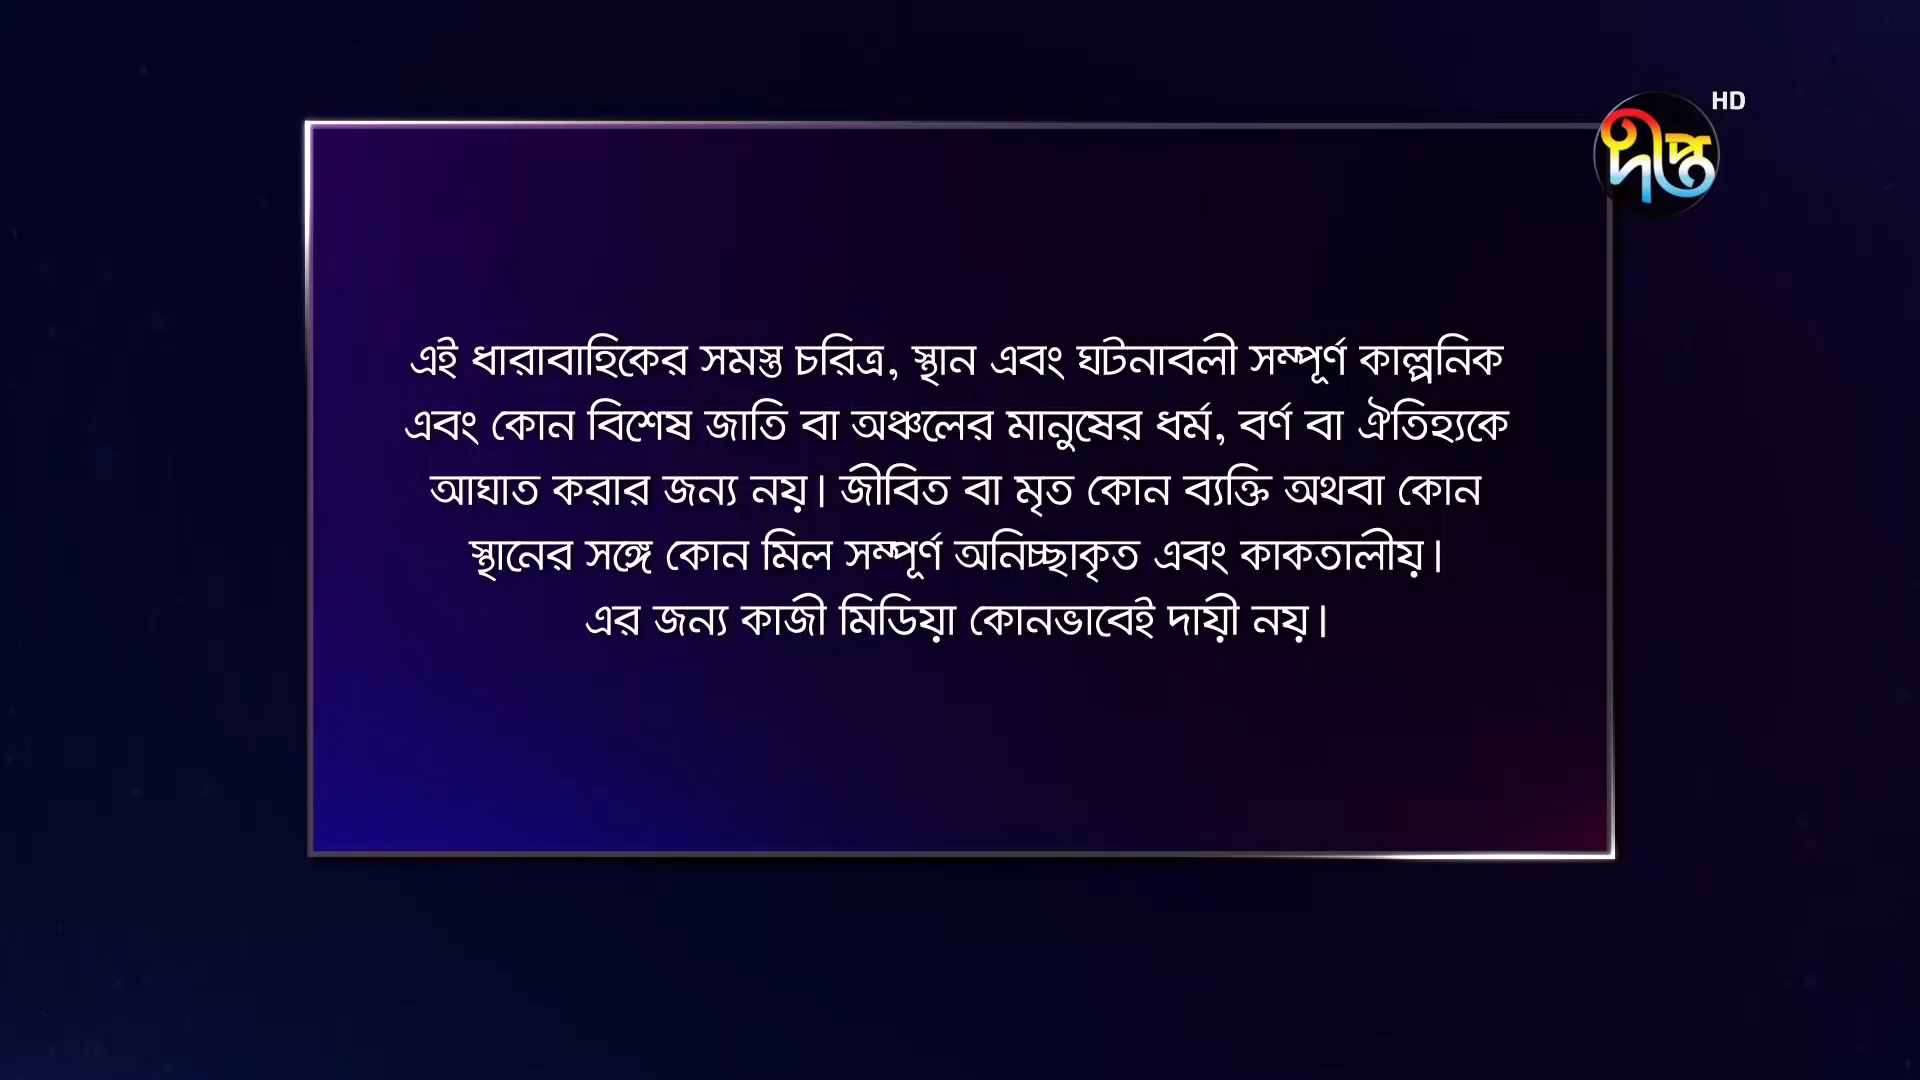 HD
দীপ্ত
এই ধারাবাহিকের সমস্ত চরিত্র, স্থান এবং ঘটনাবলী সম্পূর্ণ কাল্পনিক
এবং কোন বিশেষ জাতি বা অঞ্চলের মানুষের ধর্ম, বর্ণ বা ঐতিহ্যকে
আঘাত করার জন্য নয়। জীবিত বা মৃত কোন ব্যক্তি অথবা কোন
স্থানের সঙ্গে কোন মিল সম্পূর্ণ অনিচ্ছাকৃত এবং কাকতালীয়।
এর জন্য কাজী মিডিয়া কোনভাবেই দায়ী নয়।